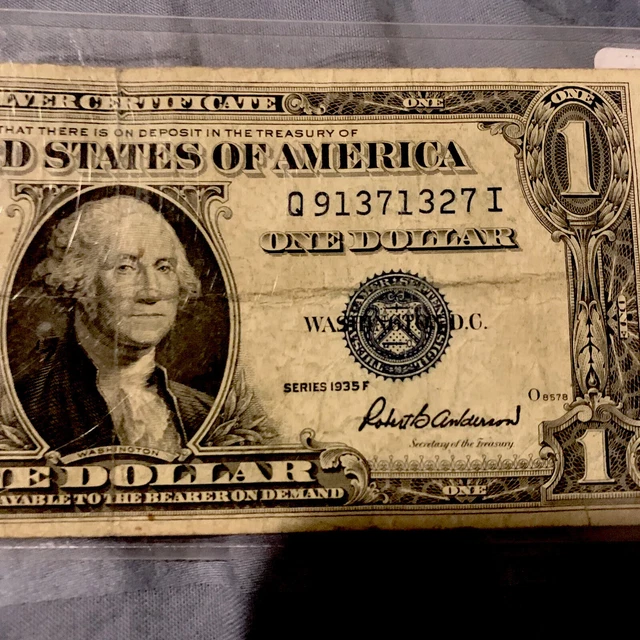 LVER CERTIFICATE
ONE
ONE
THAT THERE IS ON DEPOSIT IN THE TREASURY OF
D STATES OF AMERICA
1
Q 91371327 I
ONE DOLLAR
WASHINGTON, D.C.
ONE
SERIES 1935 F
O 8578
Robert B Anderson
Secretary of the Treasury
WASHINGTON
E DOLLAR
1
AYABLE TO THE BEARER ON DEMAND
ONE